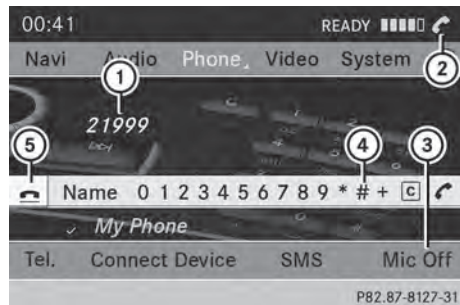 00:41 READY
Navi Audio Phone Video System
1
2
21999
5
4
3
Name 0 1 2 3 4 5 6 7 8 9 * # + C
My Phone
Tel. Connect Device SMS Mic Off
P82.87-8127-31